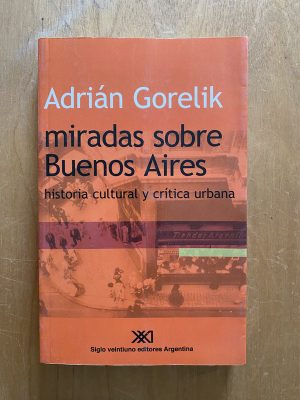 Adrián Gorelik
miradas sobre
Buenos Aires
historia cultural y crítica urbana
Siglo veintiuno editores Argentina